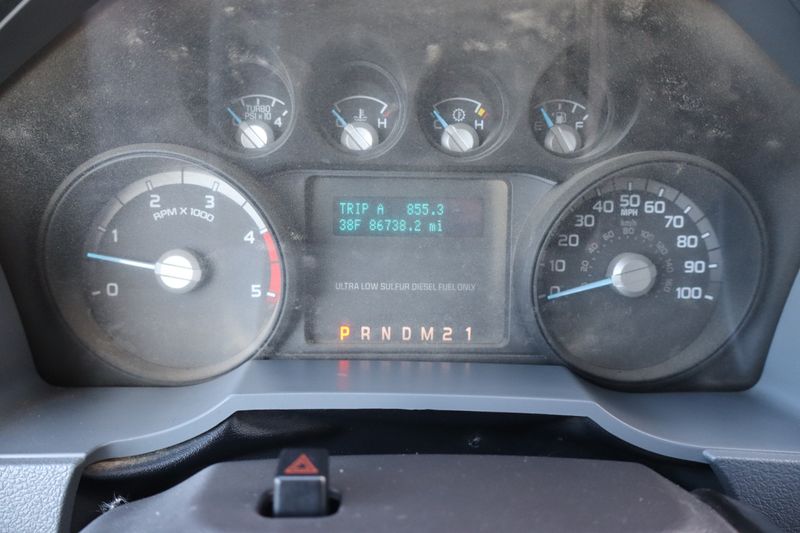 TURBO
PSI x 10
4
C H
C H
E F
RPM X 1000
0 1 2 3 4 5
TRIP A 855.3
38F 86738.2 mi
ULTRA LOW SULFUR DIESEL FUEL ONLY
P R N D M 2 1
MPH
km/h
0 10 20 30 40 50 60 70 80 90 100